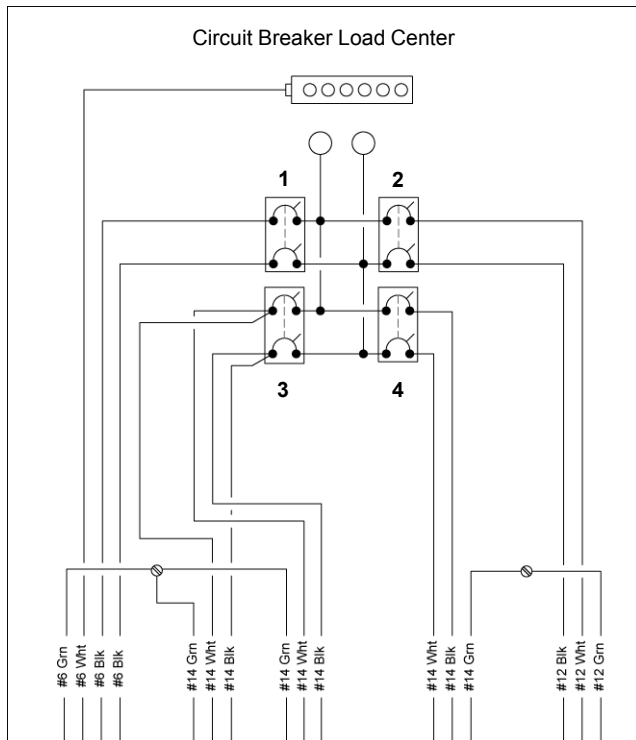 Circuit Breaker Load Center
1
2
3
4
#6 Grn
#6 Wht
#6 Blk
#6 Blk
#14 Grn
#14 Wht
#14 Blk
#14 Grn
#14 Wht
#14 Blk
#14 Wht
#14 Blk
#14 Grn
#12 Blk
#12 Wht
#12 Grn